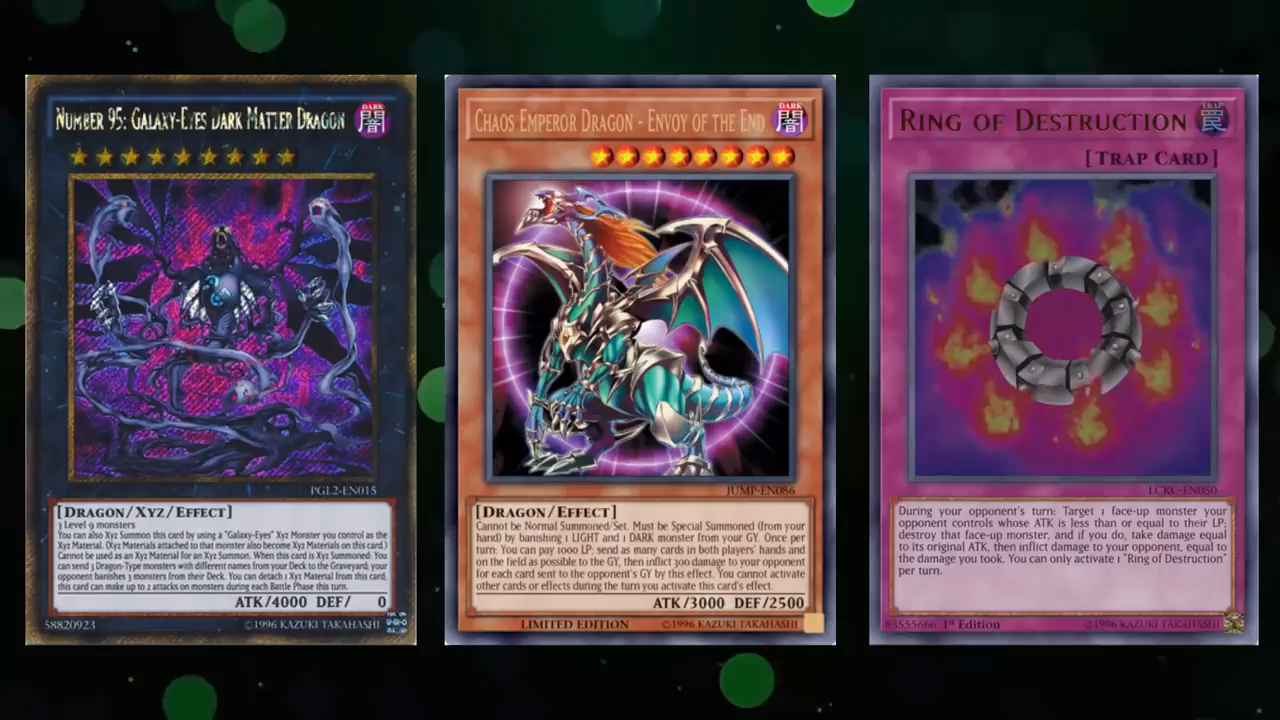 NUMBER 95: GALAXY-EYES DARK MATTER DRAGON
DARK
闇
PGL2-EN015
[DRAGON/XYZ/EFFECT]
3 Level 9 monsters
You can also Xyz Summon this card by using a "Galaxy-Eyes" Xyz Monster you control as the
Xyz Material. (Xyz Materials attached to that monster also become Xyz Materials on this card.)
Cannot be used as an Xyz Material for an Xyz Summon. When this card is Xyz Summoned: You
can send 3 Dragon-Type monsters with different names from your Deck to the Graveyard; your
opponent banishes 3 monsters from their Deck. You can detach 1 Xyz Material from this card;
this card can make up to 2 attacks on monsters during each Battle Phase this turn.
ATK/4000 DEF/ 0
58820923
©1996 KAZUKI TAKAHASHI
CHAOS EMPEROR DRAGON - ENVOY OF THE END
DARK
闇
JUMP-EN086
[DRAGON/EFFECT]
Cannot be Normal Summoned/Set. Must be Special Summoned (from your
hand) by banishing 1 LIGHT and 1 DARK monster from your GY. Once per
turn: You can pay 1000 LP; send as many cards in both players' hands and
on the field as possible to the GY, then inflict 300 damage to your opponent
for each card sent to the opponent's GY by this effect. You cannot activate
other cards or effects during the turn you activate this card's effect.
ATK/3000 DEF/2500
LIMITED EDITION
©1996 KAZUKI TAKAHASHI
RING OF DESTRUCTION
TRAP
罠
[TRAP CARD]
LCKC-EN050
During your opponent's turn: Target 1 face-up monster your
opponent controls whose ATK is less than or equal to their LP;
destroy that face-up monster, and if you do, take damage equal
to its original ATK, then inflict damage to your opponent, equal to
the damage you took. You can only activate 1 "Ring of Destruction"
per turn.
83555666
1st Edition
©1996 KAZUKI TAKAHASHI